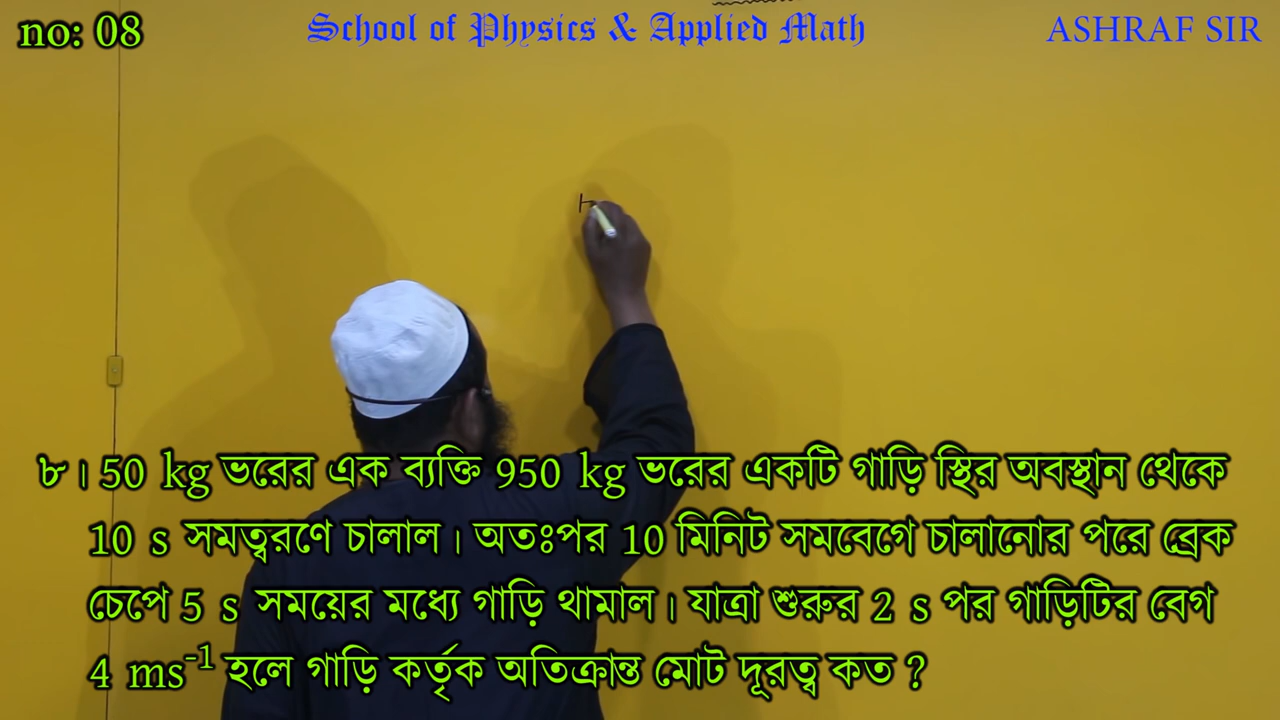 no: 08
School of Physics & Applied Math
ASHRAF SIR
৮। 50 kg ভরের এক ব্যক্তি 950 kg ভরের একটি গাড়ি স্থির অবস্থান থেকে
10 s সমত্বরণে চালাল। অতঃপর 10 মিনিট সমবেগে চালানোর পরে ব্রেক
চেপে 5 s সময়ের মধ্যে গাড়ি থামাল। যাত্রা শুরুর 2 s পর গাড়িটির বেগ
4 ms⁻¹ হলে গাড়ি কর্তৃক অতিক্রান্ত মোট দূরত্ব কত ?